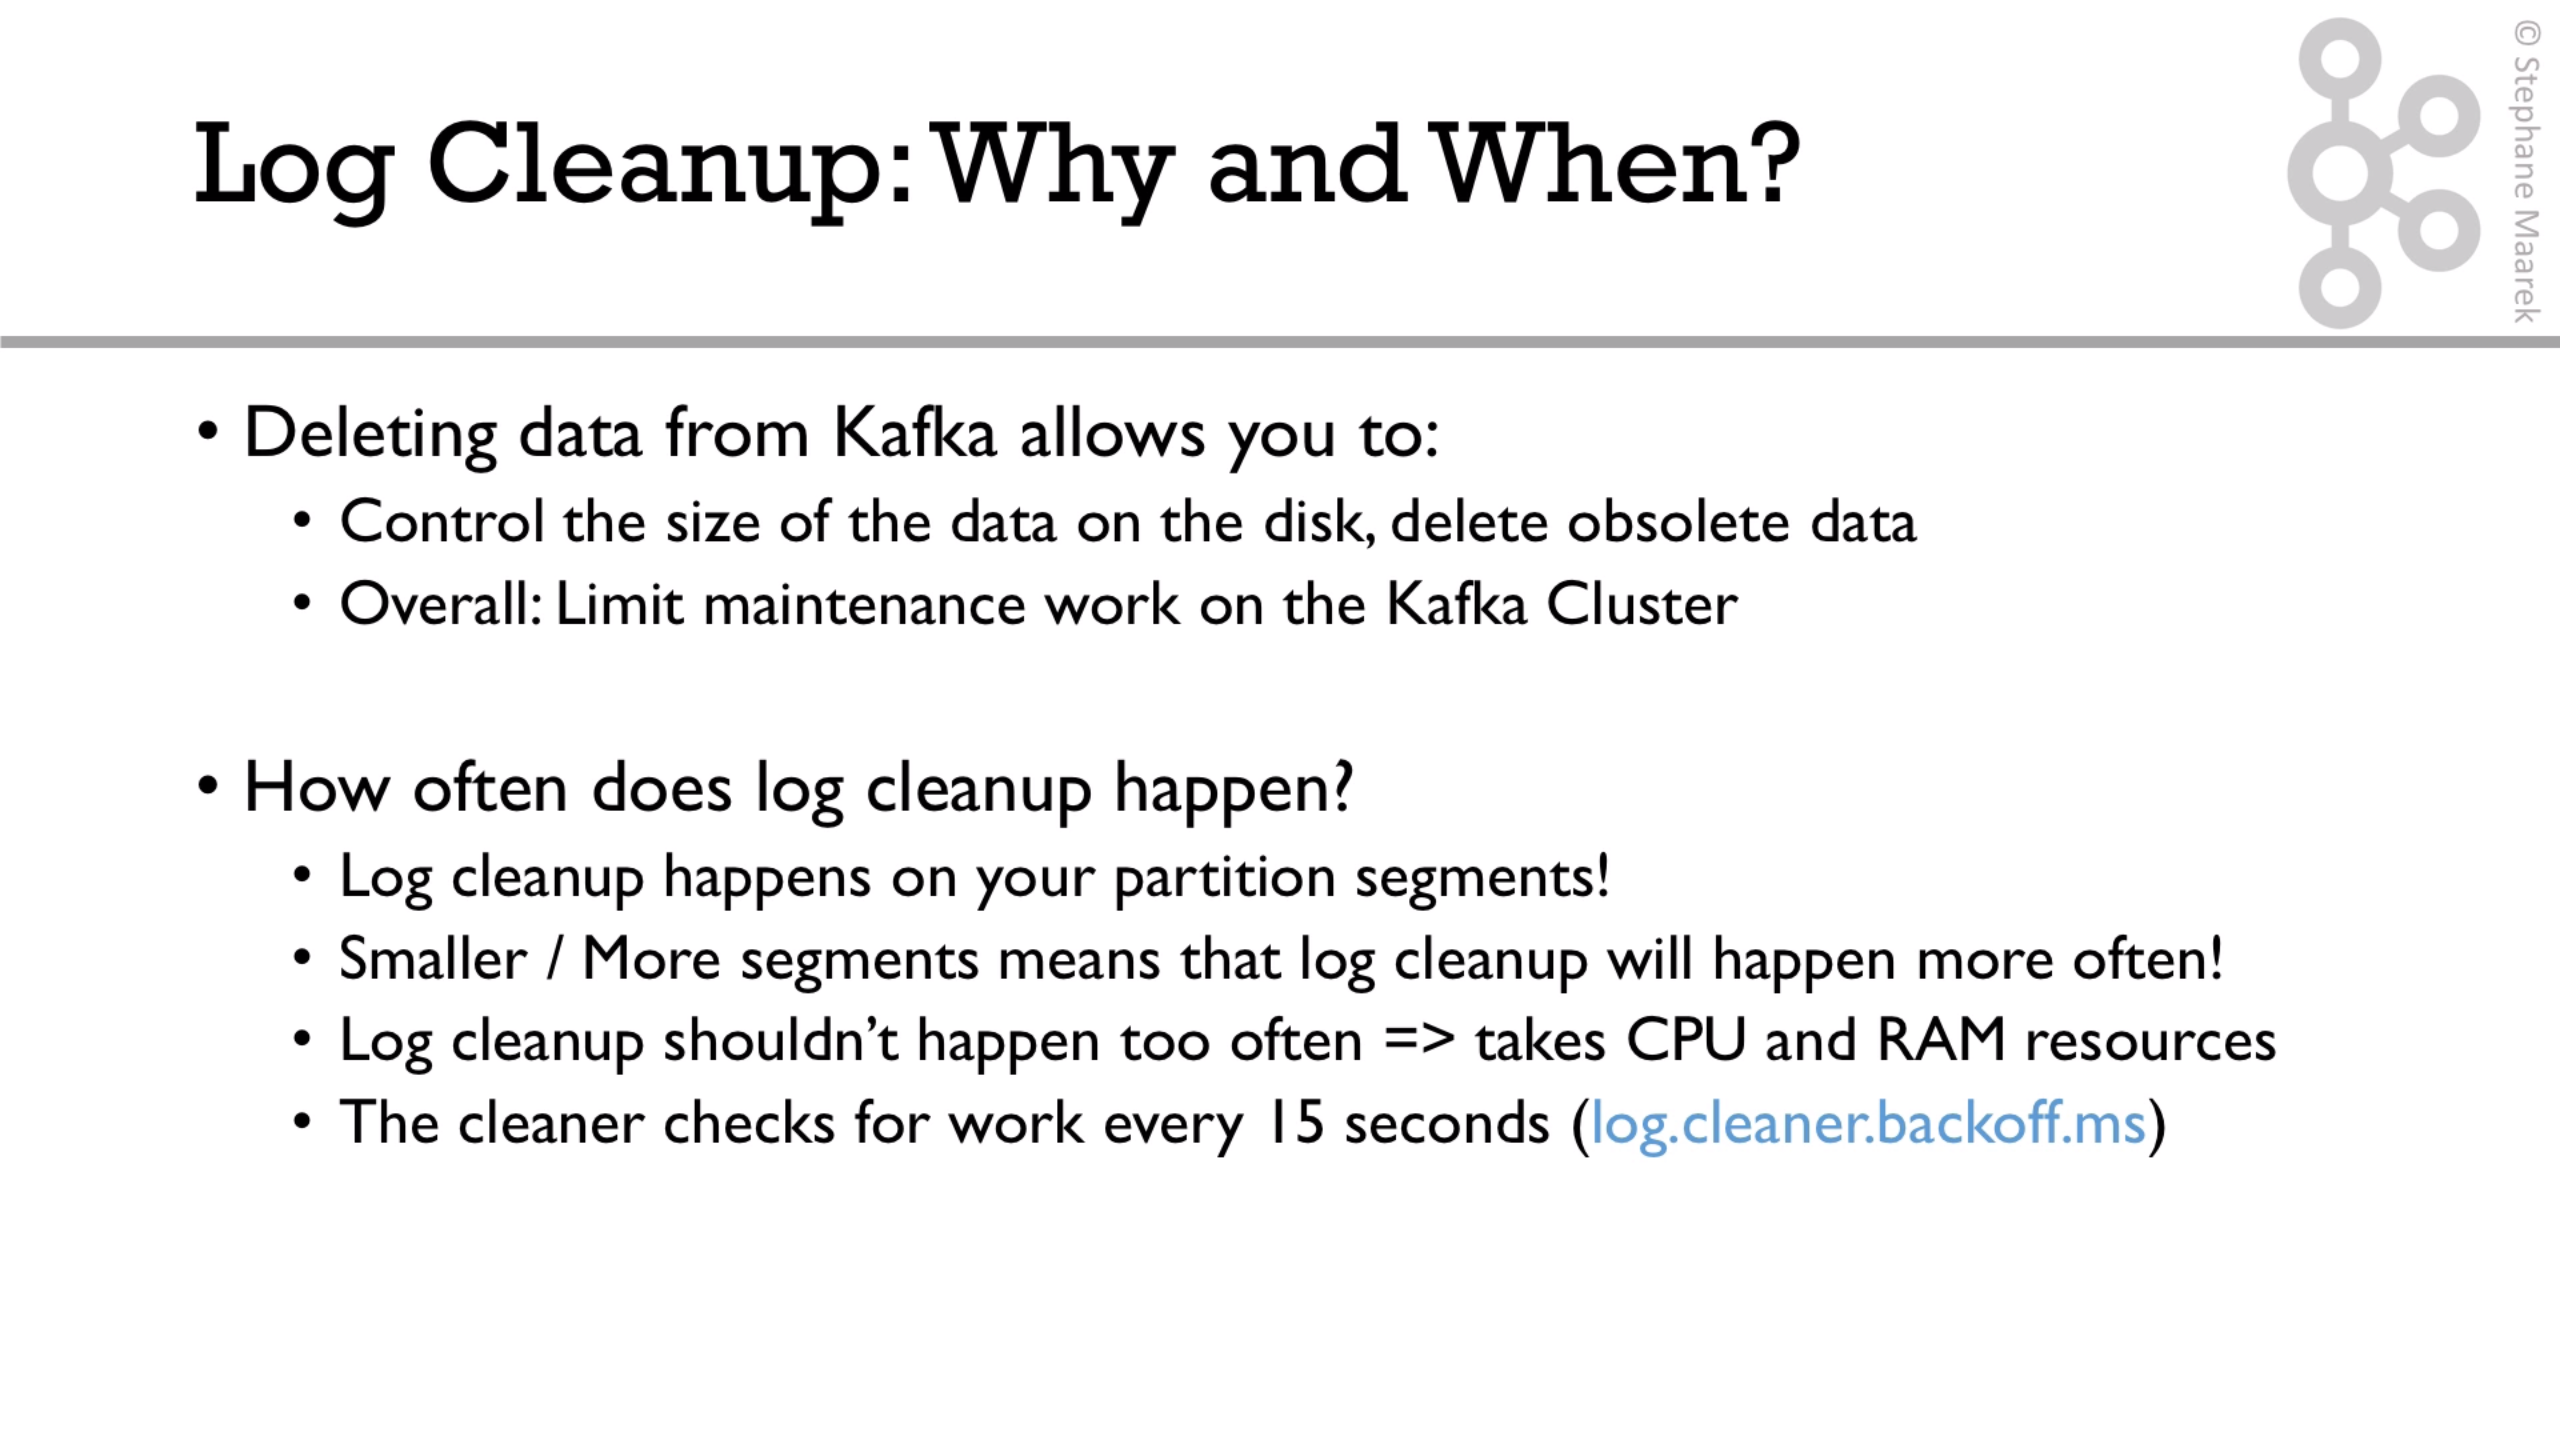 Log Cleanup: Why and When?
© Stephane Maarek
• Deleting data from Kafka allows you to:
• Control the size of the data on the disk, delete obsolete data
• Overall: Limit maintenance work on the Kafka Cluster
• How often does log cleanup happen?
• Log cleanup happens on your partition segments!
• Smaller / More segments means that log cleanup will happen more often!
• Log cleanup shouldn’t happen too often => takes CPU and RAM resources
• The cleaner checks for work every 15 seconds (log.cleaner.backoff.ms)